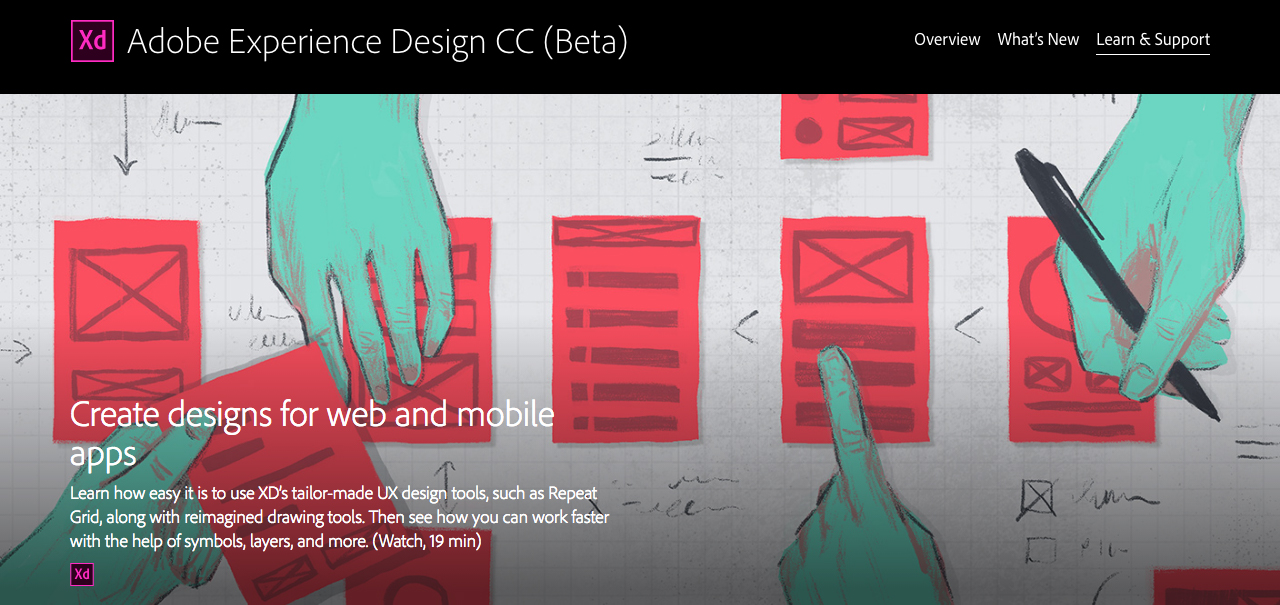 Xd Adobe Experience Design CC (Beta)
Overview What's New Learn & Support
Create designs for web and mobile
apps
Learn how easy it is to use XD's tailor-made UX design tools, such as Repeat
Grid, along with reimagined drawing tools. Then see how you can work faster
with the help of symbols, layers, and more. (Watch, 19 min)
Xd